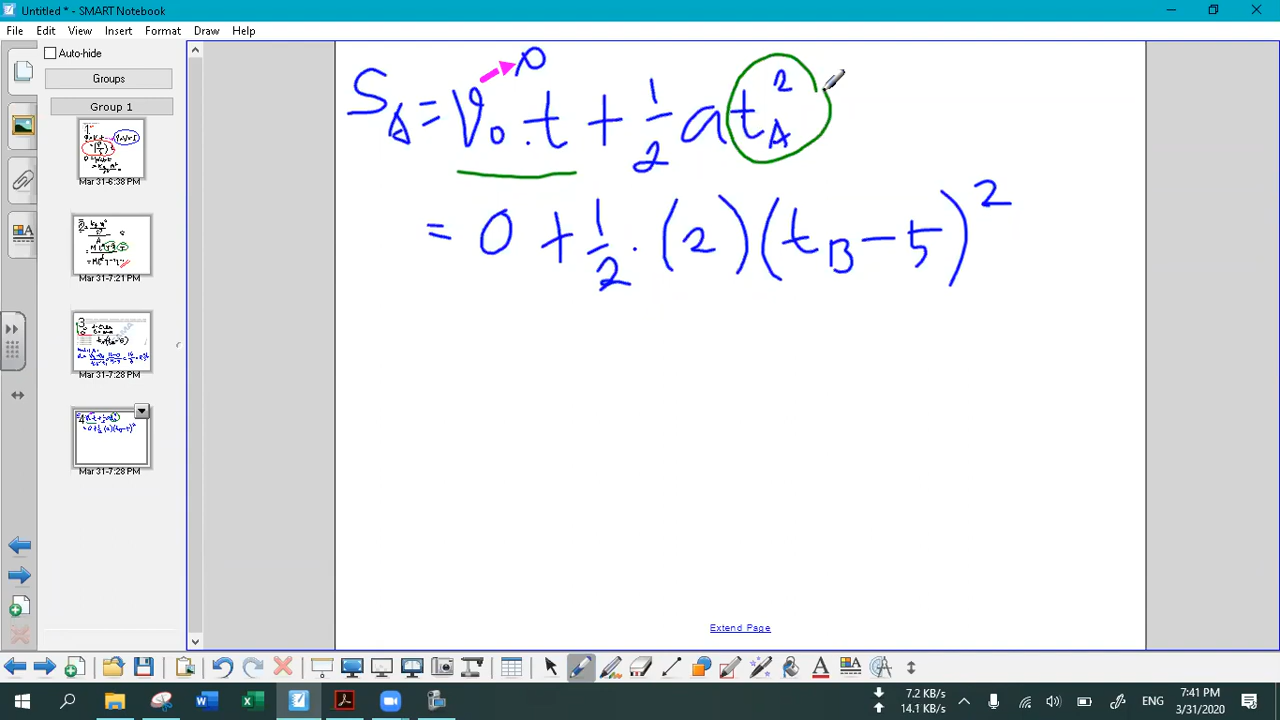 Untitled * - SMART Notebook
File Edit View Insert Format Draw Help
Auto-hide
Groups
Group 1
Mar 31-6:38 PM
Mar 31-7:21 PM
Mar 31-7:28 PM
4
Mar 31-7:28 PM
0
S_A = V_0 . t + 1/2 a t_A^2
= 0 + 1/2 . (2) (t_B - 5)^2
Extend Page
7.2 KB/s
14.1 KB/s
ENG
7:41 PM
3/31/2020